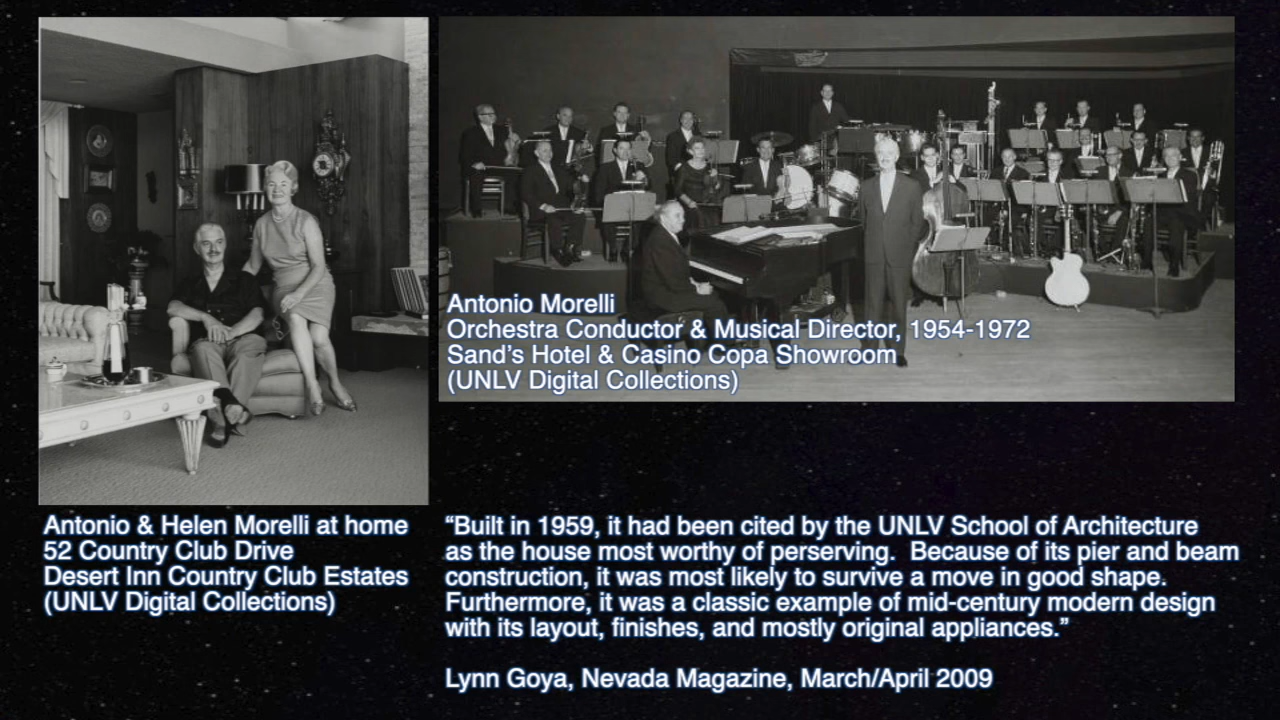 Antonio Morelli
Orchestra Conductor & Musical Director, 1954-1972
Sand's Hotel & Casino Copa Showroom
(UNLV Digital Collections)
Antonio & Helen Morelli at home
52 Country Club Drive
Desert Inn Country Club Estates
(UNLV Digital Collections)
“Built in 1959, it had been cited by the UNLV School of Architecture
as the house most worthy of perserving.  Because of its pier and beam
construction, it was most likely to survive a move in good shape.
Furthermore, it was a classic example of mid-century modern design
with its layout, finishes, and mostly original appliances.”
Lynn Goya, Nevada Magazine, March/April 2009